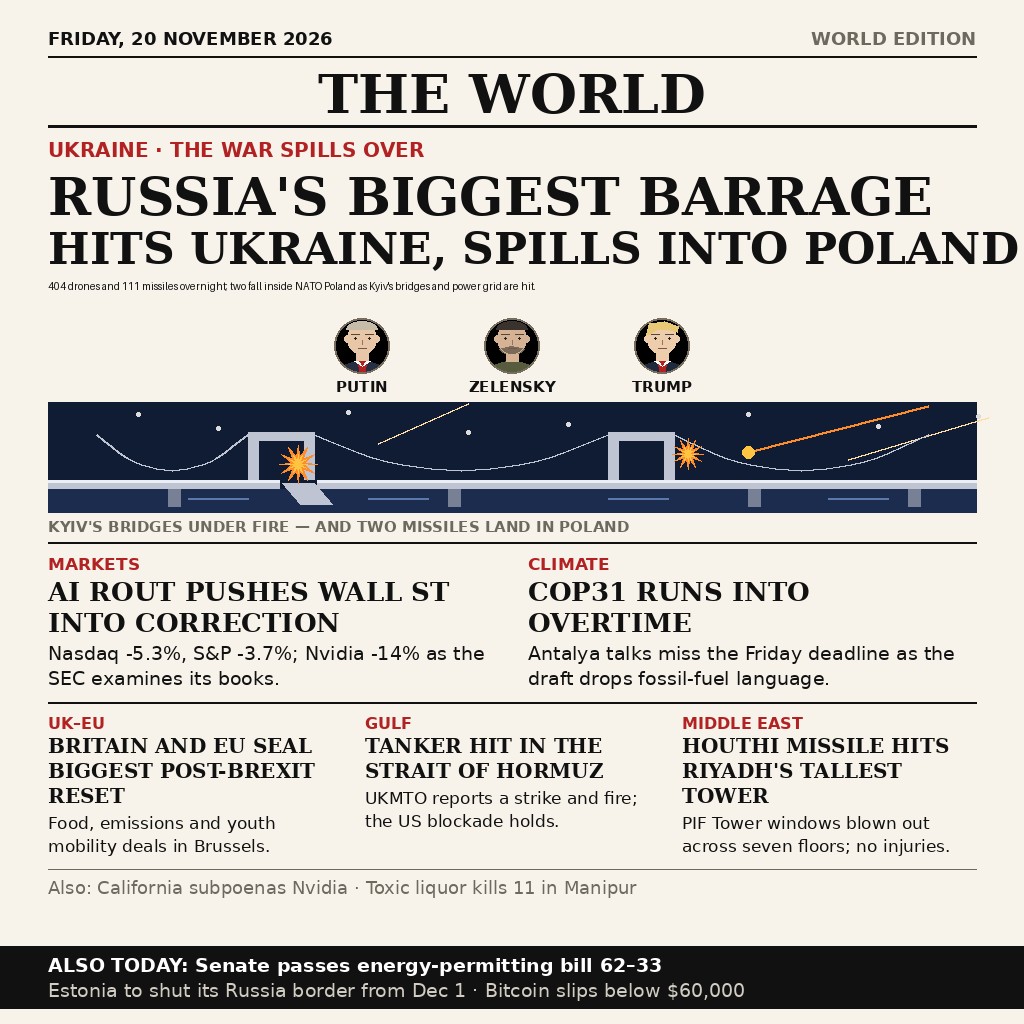 FRIDAY, 20 NOVEMBER 2026
WORLD EDITION
THE WORLD
UKRAINE · THE WAR SPILLS OVER
RUSSIA'S BIGGEST BARRAGE
HITS UKRAINE, SPILLS INTO POLAND
404 drones and 111 missiles overnight; two fall inside NATO Poland as Kyiv's bridges and power grid are hit.
PUTIN
ZELENSKY
TRUMP
KYIV'S BRIDGES UNDER FIRE — AND TWO MISSILES LAND IN POLAND
MARKETS
AI ROUT PUSHES WALL ST
INTO CORRECTION
Nasdaq -5.3%, S&P -3.7%; Nvidia -14% as the
SEC examines its books.
CLIMATE
COP31 RUNS INTO
OVERTIME
Antalya talks miss the Friday deadline as the
draft drops fossil-fuel language.
UK–EU
BRITAIN AND EU SEAL
BIGGEST POST-BREXIT
RESET
Food, emissions and youth
mobility deals in Brussels.
GULF
TANKER HIT IN THE
STRAIT OF HORMUZ
UKMTO reports a strike and fire;
the US blockade holds.
MIDDLE EAST
HOUTHI MISSILE HITS
RIYADH'S TALLEST
TOWER
PIF Tower windows blown out
across seven floors; no injuries.
Also: California subpoenas Nvidia · Toxic liquor kills 11 in Manipur
ALSO TODAY: Senate passes energy-permitting bill 62–33
Estonia to shut its Russia border from Dec 1 · Bitcoin slips below $60,000